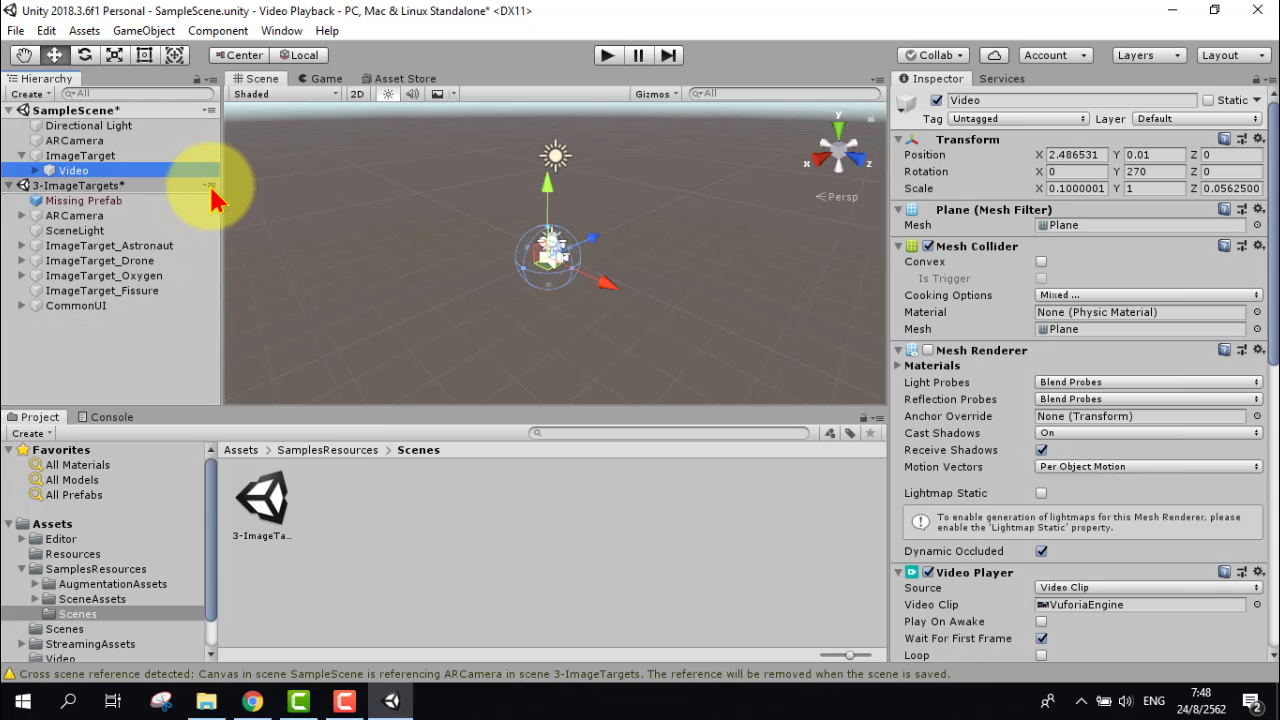 Unity 2018.3.6f1 - SampleScene.unity - Video Playback - PC, Mac & Linux Standalone* <DX11>
File Edit Assets GameObject Component Window Help
Center Local Collab Account Layers Layout
Hierarchy
Create All
SampleScene*
Directional Light
ARCamera
ImageTarget
Video
3-ImageTargets*
Missing Prefab
ARCamera
SceneLight
ImageTarget_Astronaut
ImageTarget_Drone
ImageTarget_Oxygen
ImageTarget_Fissure
CommonUI
Scene Game Asset Store
Shaded 2D Gizmos All
y
x z
Persp
Project Console
Create
Favorites
All Materials
All Models
All Prefabs
Assets
Editor
Resources
SamplesResources
AugmentationAssets
SceneAssets
Scenes
Scenes
StreamingAssets
Video
Assets SamplesResources Scenes
3-ImageTa...
Inspector Services
Video Static
Tag Untagged Layer Default
Transform
Position X 2.486531 Y 0.01 Z 0
Rotation X 0 Y 270 Z 0
Scale X 0.1000001 Y 1 Z 0.0562500
Plane (Mesh Filter)
Mesh Plane
Mesh Collider
Convex
Is Trigger
Cooking Options Mixed ...
Material None (Physic Material)
Mesh Plane
Mesh Renderer
Materials
Light Probes Blend Probes
Reflection Probes Blend Probes
Anchor Override None (Transform)
Cast Shadows On
Receive Shadows
Motion Vectors Per Object Motion
Lightmap Static
To enable generation of lightmaps for this Mesh Renderer, please
enable the 'Lightmap Static' property.
Dynamic Occluded
Video Player
Source Video Clip
Video Clip VuforiaEngine
Play On Awake
Wait For First Frame
Loop
Cross scene reference detected: Canvas in scene SampleScene is referencing ARCamera in scene 3-ImageTargets. The reference will be removed when the scene is saved.
ENG
7:48
24/8/2562
2